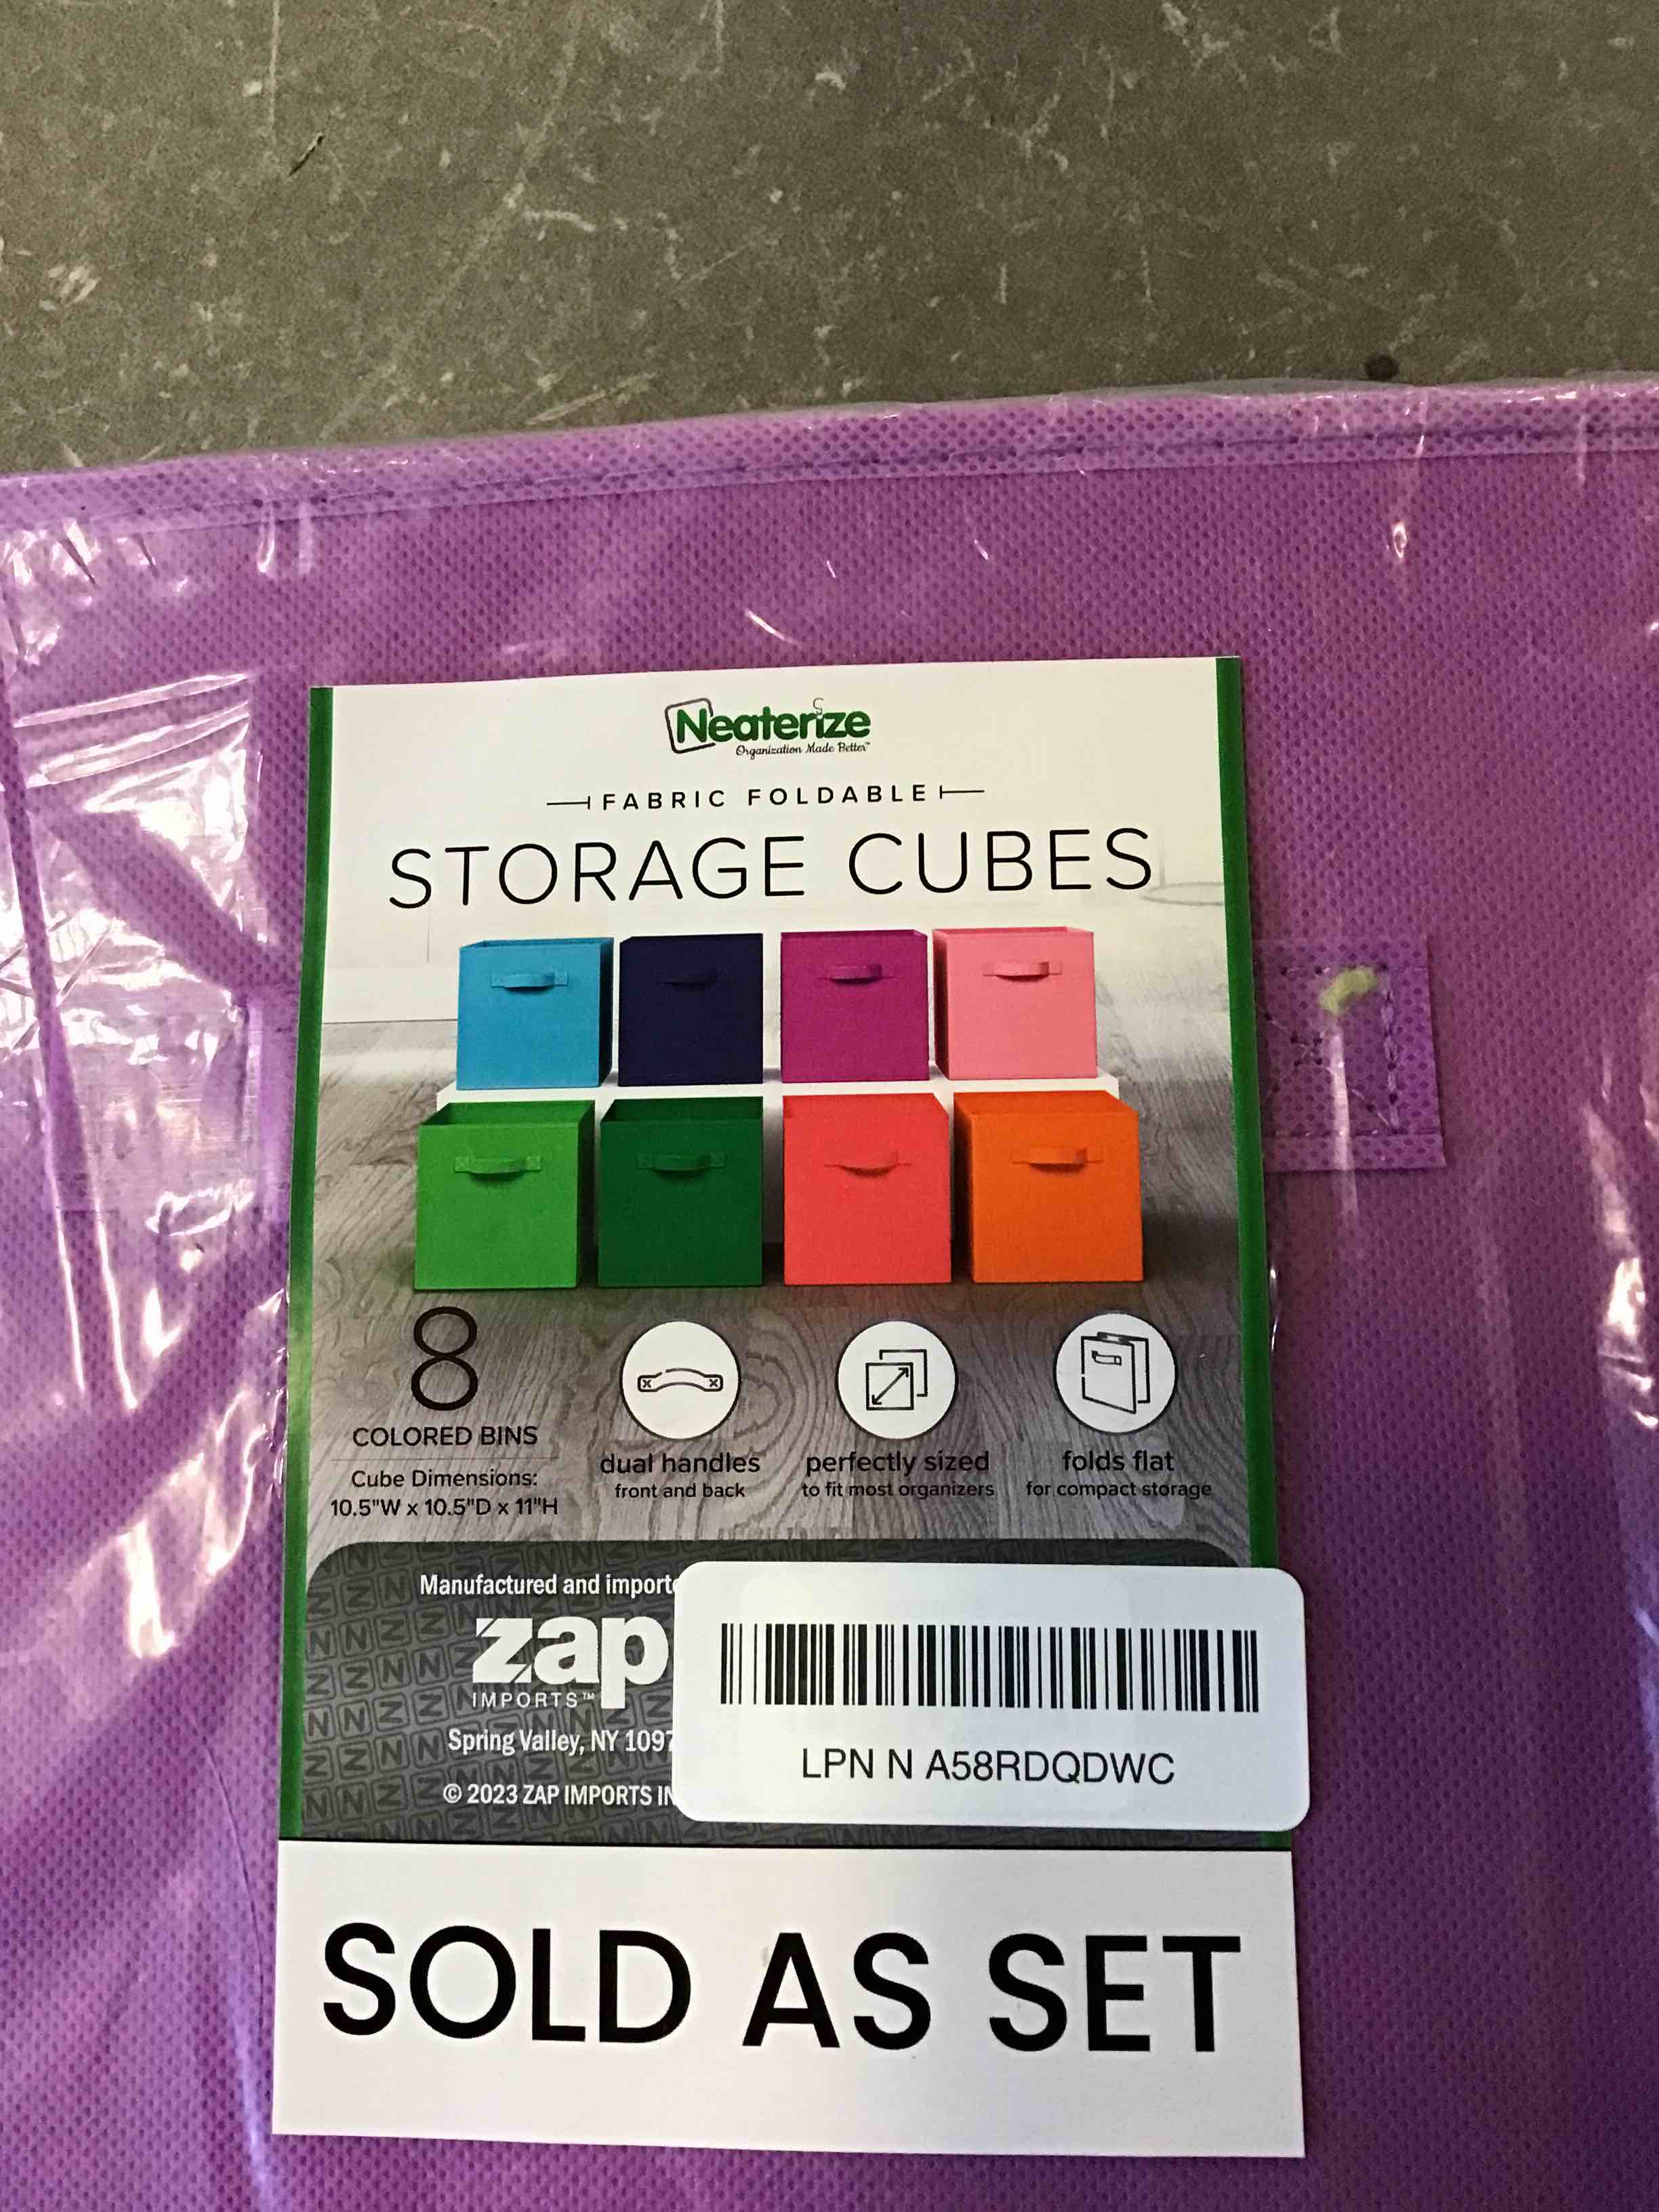 Neaterize
Organization Made Better™
FABRIC FOLDABLE
STORAGE CUBES
8
COLORED BINS
Cube Dimensions:
10.5"W x 10.5"D x 11"H
dual handles
front and back
perfectly sized
to fit most organizers
folds flat
for compact storage
Manufactured and importe
zap
IMPORTS™
Spring Valley, NY 1097
© 2023 ZAP IMPORTS IN
LPN N A58RDQDWC
SOLD AS SET